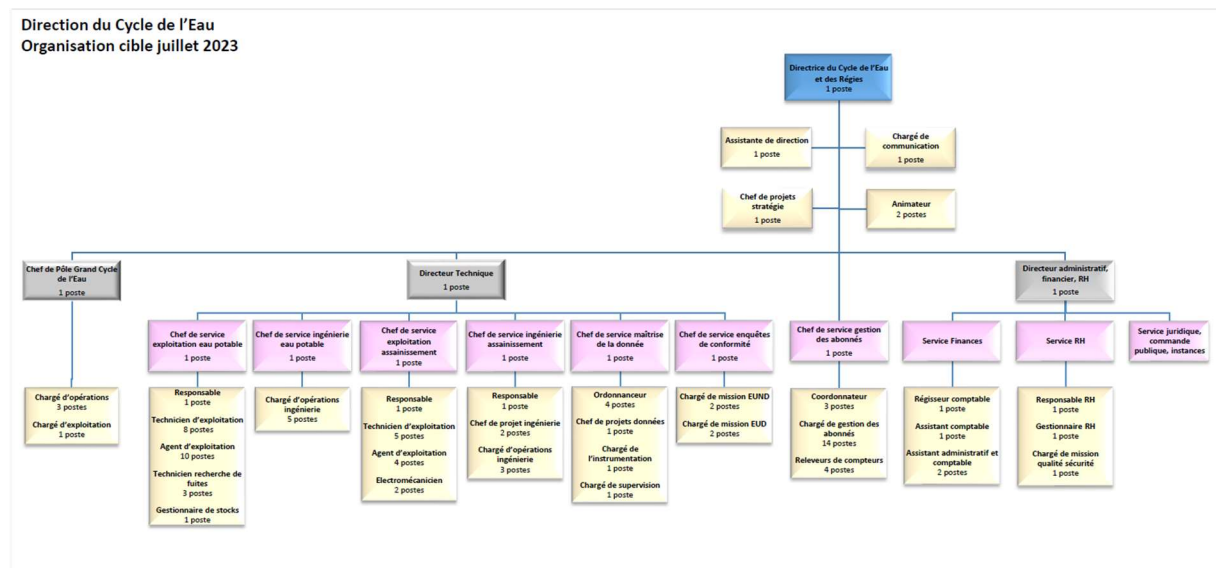 Direction du Cycle de l'Eau
Organisation cible juillet 2023
Directrice du Cycle de l'Eau
et des Régies
1 poste
Assistante de direction
1 poste
Chargé de
communication
1 poste
Chef de projets
stratégie
1 poste
Animateur
2 postes
Chef de Pôle Grand Cycle
de l'Eau
1 poste
Directeur Technique
1 poste
Directeur administratif,
financier, RH
1 poste
Chef de service
exploitation eau potable
1 poste
Chef de service ingénierie
eau potable
1 poste
Chef de service
exploitation
assainissement
1 poste
Chef de service ingénierie
assainissement
1 poste
Chef de service maîtrise
de la donnée
1 poste
Chef de service enquêtes
de conformité
1 poste
Chef de service gestion
des abonnés
1 poste
Service Finances
Service RH
Service juridique,
commande
publique, instances
Chargé d'opérations
3 postes
Chargé d'exploitation
1 poste
Responsable
1 poste
Technicien d'exploitation
8 postes
Agent d'exploitation
10 postes
Technicien recherche de
fuites
3 postes
Gestionnaire de stocks
1 poste
Chargé d'opérations
ingénierie
5 postes
Responsable
1 poste
Technicien d'exploitation
5 postes
Agent d'exploitation
4 postes
Electromécanicien
2 postes
Responsable
1 poste
Chef de projet ingénierie
2 postes
Chargé d'opérations
ingénierie
3 postes
Ordonnanceur
4 postes
Chef de projets données
1 poste
Chargé de
l'instrumentation
1 poste
Chargé de supervision
1 poste
Chargé de mission EUND
2 postes
Chargé de mission EUD
2 postes
Coordonnateur
3 postes
Chargé de gestion des
abonnés
14 postes
Releveurs de compteurs
4 postes
Régisseur comptable
1 poste
Assistant comptable
1 poste
Assistant administratif et
comptable
2 postes
Responsable RH
1 poste
Gestionnaire RH
1 poste
Chargé de mission
qualité sécurité
1 poste